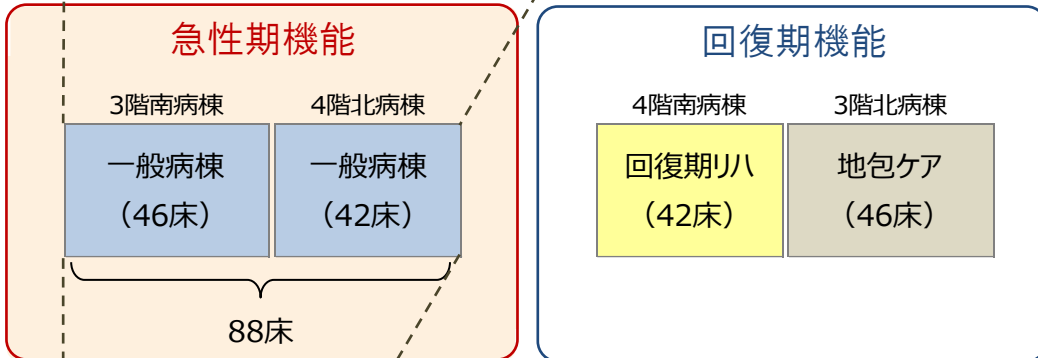 急性期機能
3階南病棟
4階北病棟
一般病棟
（46床）
一般病棟
（42床）
88床
回復期機能
4階南病棟
3階北病棟
回復期リハ
（42床）
地包ケア
（46床）